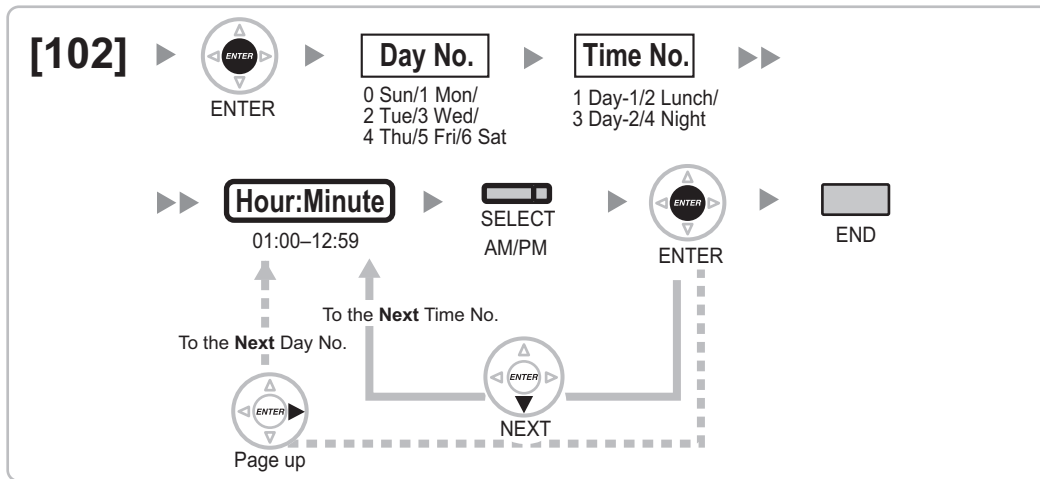 [102]
ENTER
ENTER
Day No.
0 Sun/1 Mon/
2 Tue/3 Wed/
4 Thu/5 Fri/6 Sat
Time No.
1 Day-1/2 Lunch/
3 Day-2/4 Night
Hour:Minute
01:00–12:59
SELECT
AM/PM
ENTER
ENTER
END
To the Next Time No.
To the Next Day No.
ENTER
NEXT
ENTER
Page up